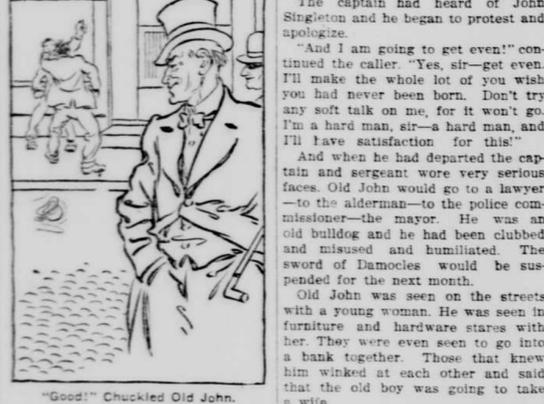 The captain had heard of John
Singleton and he began to protest and
apologize.
"And I am going to get even!" con-
tinued the caller. "Yes, sir—get even.
I'll make the whole lot of you wish
you had never been born. Don't try
any soft talk on me, for it won't go.
I'm a hard man, sir—a hard man, and
I'll have satisfaction for this!"
And when he had departed the cap-
tain and sergeant wore very serious
faces. Old John would go to a lawyer
—to the alderman—to the police com-
missioner—the mayor. He was an
old bulldog and he had been clubbed
and misused and humiliated. The
sword of Damocles would be sus-
pended for the next month.
Old John was seen on the streets
with a young woman. He was seen in
furniture and hardware stares with
her. They were even seen to go into
a bank together. Those that knew
him winked at each other and said
that the old boy was going to take
a wife.
"Good!" Chuckled Old John.